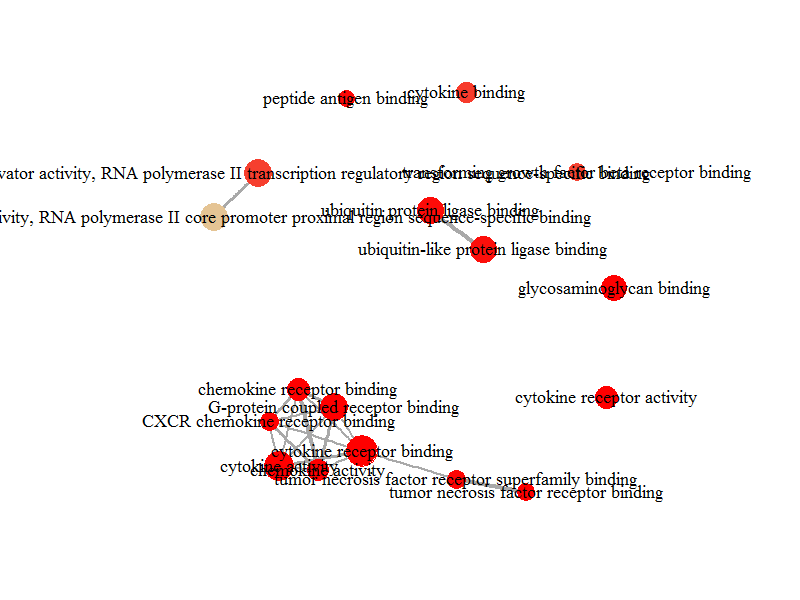 cytokine binding
peptide antigen binding
transforming growth factor beta receptor binding
vator activity, RNA polymerase II transcription regulatory region sequence-specific binding
ubiquitin protein ligase binding
ivity, RNA polymerase II core promoter proximal region sequence-specific binding
ubiquitin-like protein ligase binding
glycosaminoglycan binding
chemokine receptor binding
cytokine receptor activity
G-protein coupled receptor binding
CXCR chemokine receptor binding
cytokine receptor binding
cytokine activity
chemokine activity
tumor necrosis factor receptor superfamily binding
tumor necrosis factor receptor binding